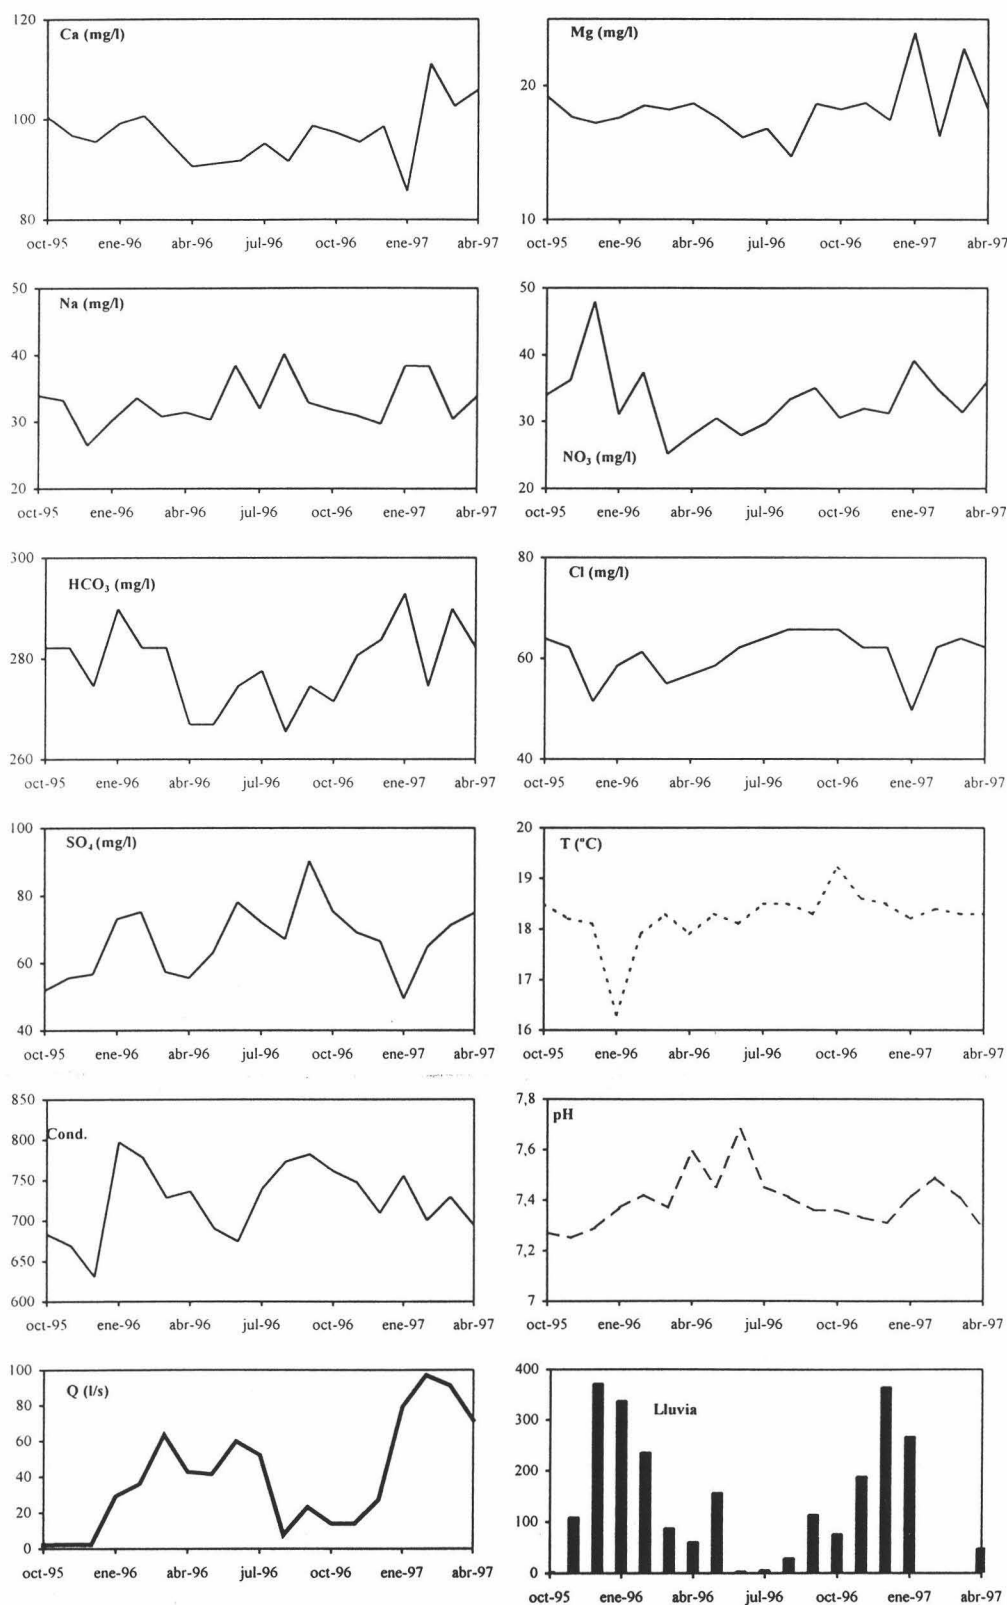 120
Ca (mg/l)
100
80
oct-95 ene-96 abr-96 jul-96 oct-96 ene-97 abr-97
Mg (mg/l)
20
10
oct-95 ene-96 abr-96 jul-96 oct-96 ene-97 abr-97
50
Na (mg/l)
40
30
20
oct-95 ene-96 abr-96 jul-96 oct-96 ene-97 abr-97
50
40
30
NO₃ (mg/l)
20
oct-95 ene-96 abr-96 jul-96 oct-96 ene-97 abr-97
300
HCO₃ (mg/l)
280
260
oct-95 ene-96 abr-96 jul-96 oct-96 ene-97 abr-97
80
Cl (mg/l)
60
40
oct-95 ene-96 abr-96 jul-96 oct-96 ene-97 abr-97
100
SO₄ (mg/l)
80
60
40
oct-95 ene-96 abr-96 jul-96 oct-96 ene-97 abr-97
20
T (ºC)
19
18
17
16
oct-95 ene-96 abr-96 jul-96 oct-96 ene-97 abr-97
850
Cond.
800
750
700
650
600
oct-95 ene-96 abr-96 jul-96 oct-96 ene-97 abr-97
7,8
pH
7,6
7,4
7,2
7
oct-95 ene-96 abr-96 jul-96 oct-96 ene-97 abr-97
100
Q (l/s)
80
60
40
20
0
oct-95 ene-96 abr-96 jul-96 oct-96 ene-97 abr-97
400
Lluvia
300
200
100
0
oct-95 ene-96 abr-96 jul-96 oct-96 ene-97 abr-97